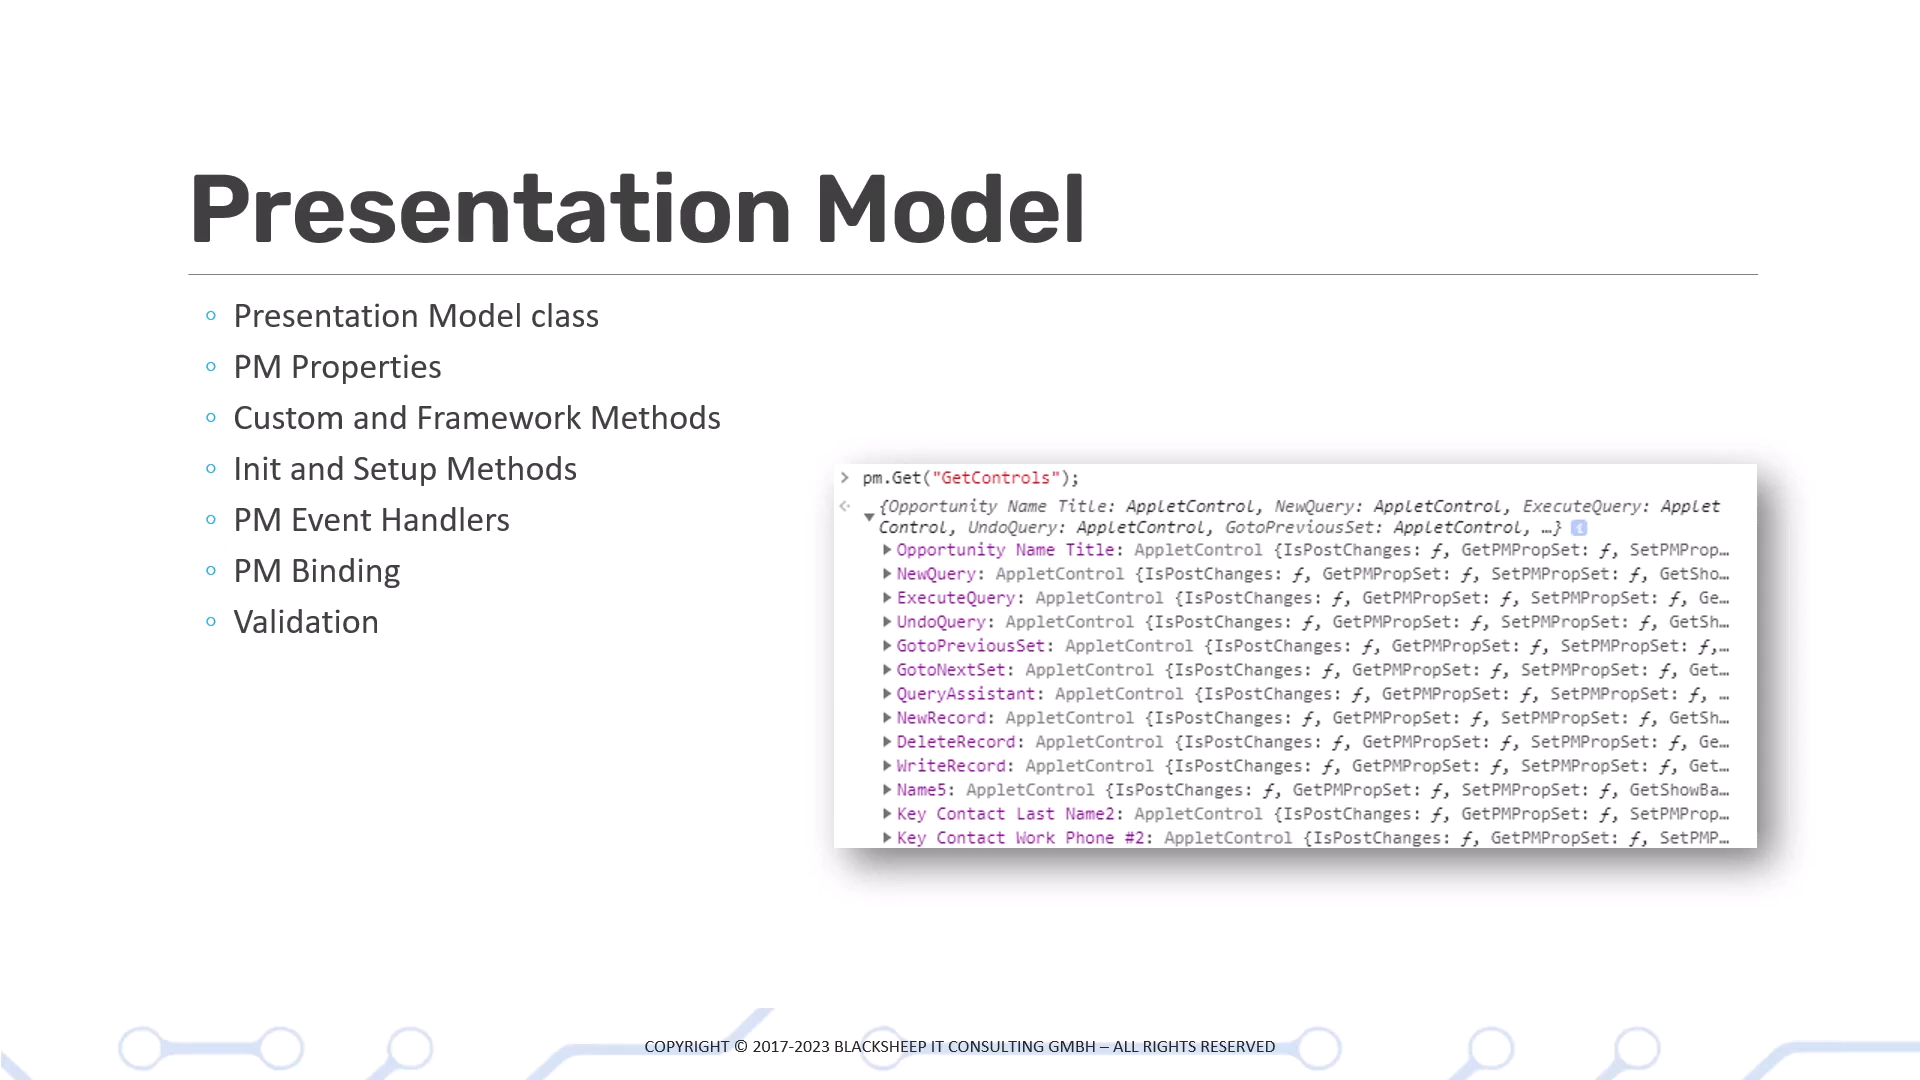 Presentation Model
Presentation Model class
PM Properties
Custom and Framework Methods
Init and Setup Methods
PM Event Handlers
PM Binding
Validation
> pm.Get("GetControls");
{Opportunity Name Title: AppletControl, NewQuery: AppletControl, ExecuteQuery: Applet
Control, UndoQuery: AppletControl, GotoPreviousSet: AppletControl, …}
Opportunity Name Title: AppletControl {IsPostChanges: ƒ, GetPMPropSet: ƒ, SetPMProp…
NewQuery: AppletControl {IsPostChanges: ƒ, GetPMPropSet: ƒ, SetPMPropSet: ƒ, GetSho…
ExecuteQuery: AppletControl {IsPostChanges: ƒ, GetPMPropSet: ƒ, SetPMPropSet: ƒ, Ge…
UndoQuery: AppletControl {IsPostChanges: ƒ, GetPMPropSet: ƒ, SetPMPropSet: ƒ, GetSh…
GotoPreviousSet: AppletControl {IsPostChanges: ƒ, GetPMPropSet: ƒ, SetPMPropSet: ƒ,…
GotoNextSet: AppletControl {IsPostChanges: ƒ, GetPMPropSet: ƒ, SetPMPropSet: ƒ, Get…
QueryAssistant: AppletControl {IsPostChanges: ƒ, GetPMPropSet: ƒ, SetPMPropSet: ƒ, …
NewRecord: AppletControl {IsPostChanges: ƒ, GetPMPropSet: ƒ, SetPMPropSet: ƒ, GetSh…
DeleteRecord: AppletControl {IsPostChanges: ƒ, GetPMPropSet: ƒ, SetPMPropSet: ƒ, Ge…
WriteRecord: AppletControl {IsPostChanges: ƒ, GetPMPropSet: ƒ, SetPMPropSet: ƒ, Get…
Name5: AppletControl {IsPostChanges: ƒ, GetPMPropSet: ƒ, SetPMPropSet: ƒ, GetShowBa…
Key Contact Last Name2: AppletControl {IsPostChanges: ƒ, GetPMPropSet: ƒ, SetPMProp…
Key Contact Work Phone #2: AppletControl {IsPostChanges: ƒ, GetPMPropSet: ƒ, SetPMP…
COPYRIGHT © 2017-2023 BLACKSHEEP IT CONSULTING GMBH – ALL RIGHTS RESERVED